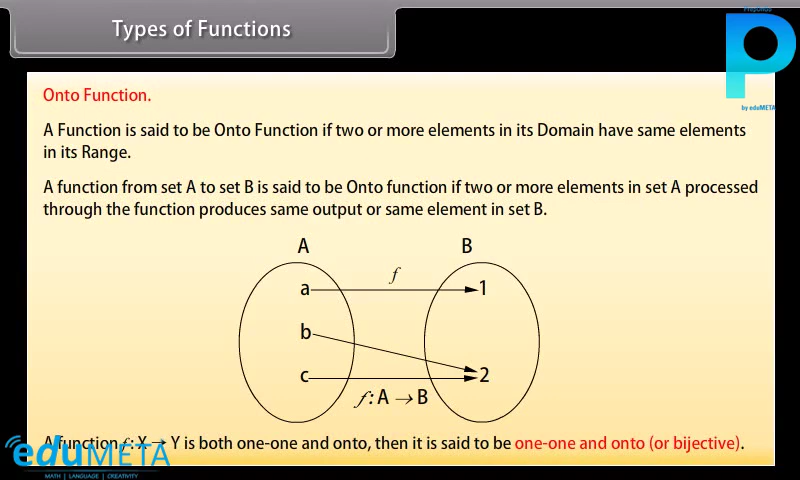 Types of Functions
Prepdrus
P
by eduMETA
Onto Function.
A Function is said to be Onto Function if two or more elements in its Domain have same elements
in its Range.
A function from set A to set B is said to be Onto function if two or more elements in set A processed
through the function produces same output or same element in set B.
A B
f
a 1
b
c 2
f : A → B
A function f : X → Y is both one-one and onto, then it is said to be one-one and onto (or bijective).
eduMETA
MATH | LANGUAGE | CREATIVITY